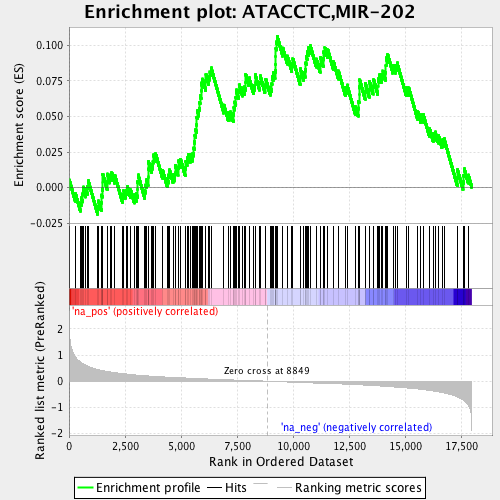 Enrichment plot: ATACCTC,MIR-202
Enrichment score (ES)
0.100
0.075
0.050
0.025
0.000
-0.025
'na_pos' (positively correlated)
Ranked list metric (PreRanked)
2
1
0
-1
-2
Zero cross at 8849
'na_neg' (negatively correlated)
0
2,500
5,000
7,500
10,000
12,500
15,000
17,500
Rank in Ordered Dataset
Enrichment profile
Hits
Ranking metric scores